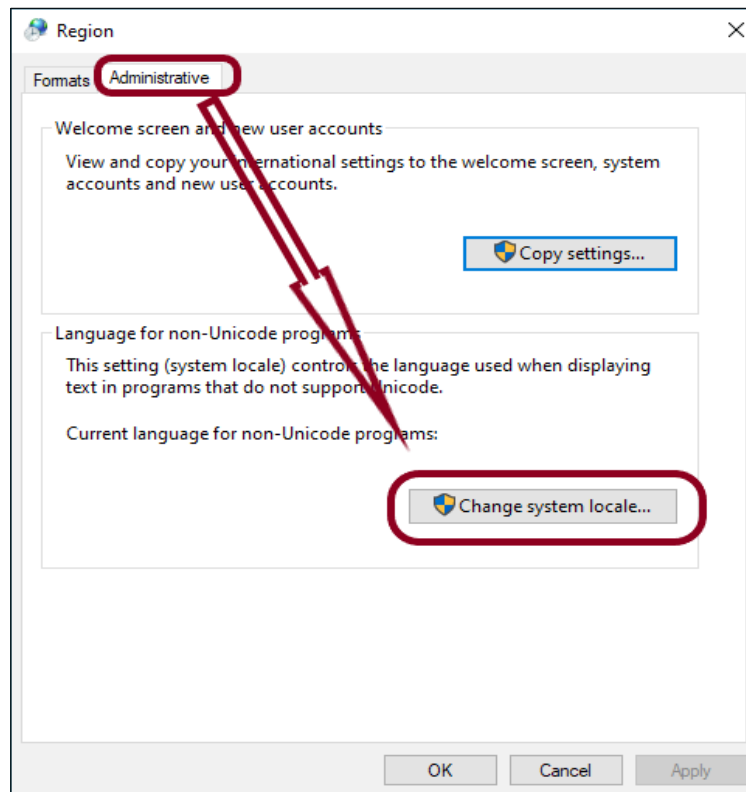 Region
Formats
Administrative
Welcome screen and new user accounts
View and copy your international settings to the welcome screen, system
accounts and new user accounts.
Copy settings...
Language for non-Unicode programs
This setting (system locale) controls the language used when displaying
text in programs that do not support Unicode.
Current language for non-Unicode programs:
Change system locale...
OK
Cancel
Apply